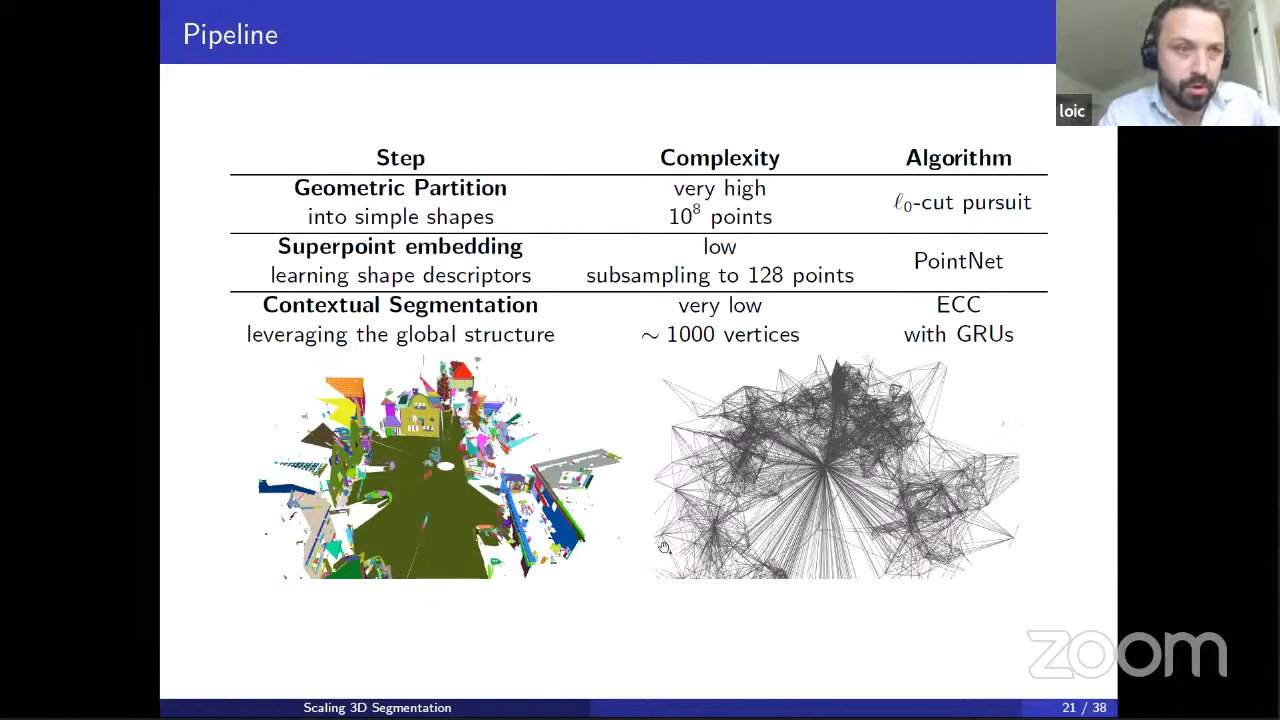 Pipeline
loic
Step Complexity Algorithm
Geometric Partition very high
into simple shapes 10⁸ points ℓ₀-cut pursuit
Superpoint embedding low
learning shape descriptors subsampling to 128 points PointNet
Contextual Segmentation very low ECC
leveraging the global structure ∼ 1000 vertices with GRUs
zoom
Scaling 3D Segmentation 21 / 38